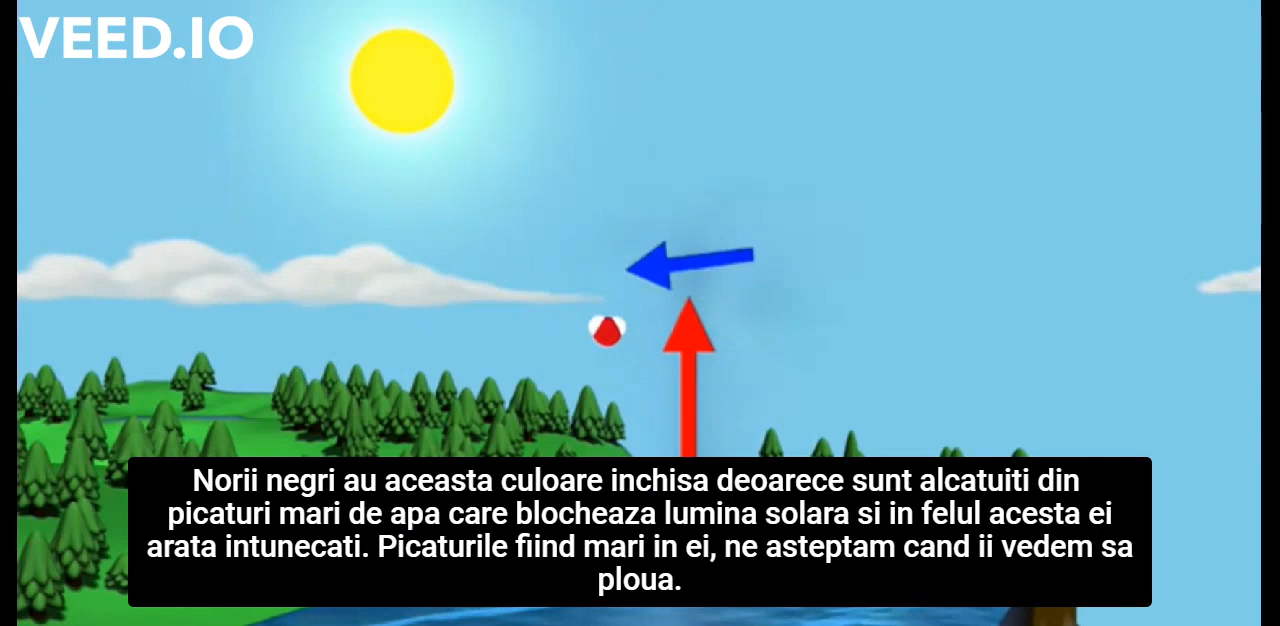 VEED.IO
Norii negri au aceasta culoare inchisa deoarece sunt alcatuiti din
picaturi mari de apa care blocheaza lumina solara si in felul acesta ei
arata intunecati. Picaturile fiind mari in ei, ne asteptam cand ii vedem sa
ploua.